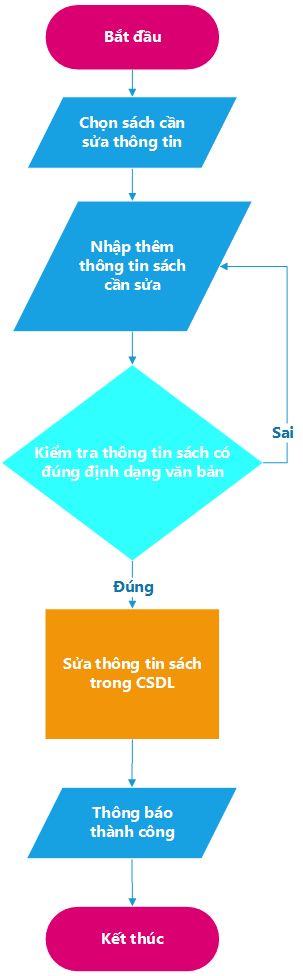 Bắt đầu
Chọn sách cần
sửa thông tin
Nhập thêm
thông tin sách
cần sửa
Sai
Kiểm tra thông tin sách có
đúng định dạng văn bản
Đúng
Sửa thông tin sách
trong CSDL
Thông báo
thành công
Kết thúc